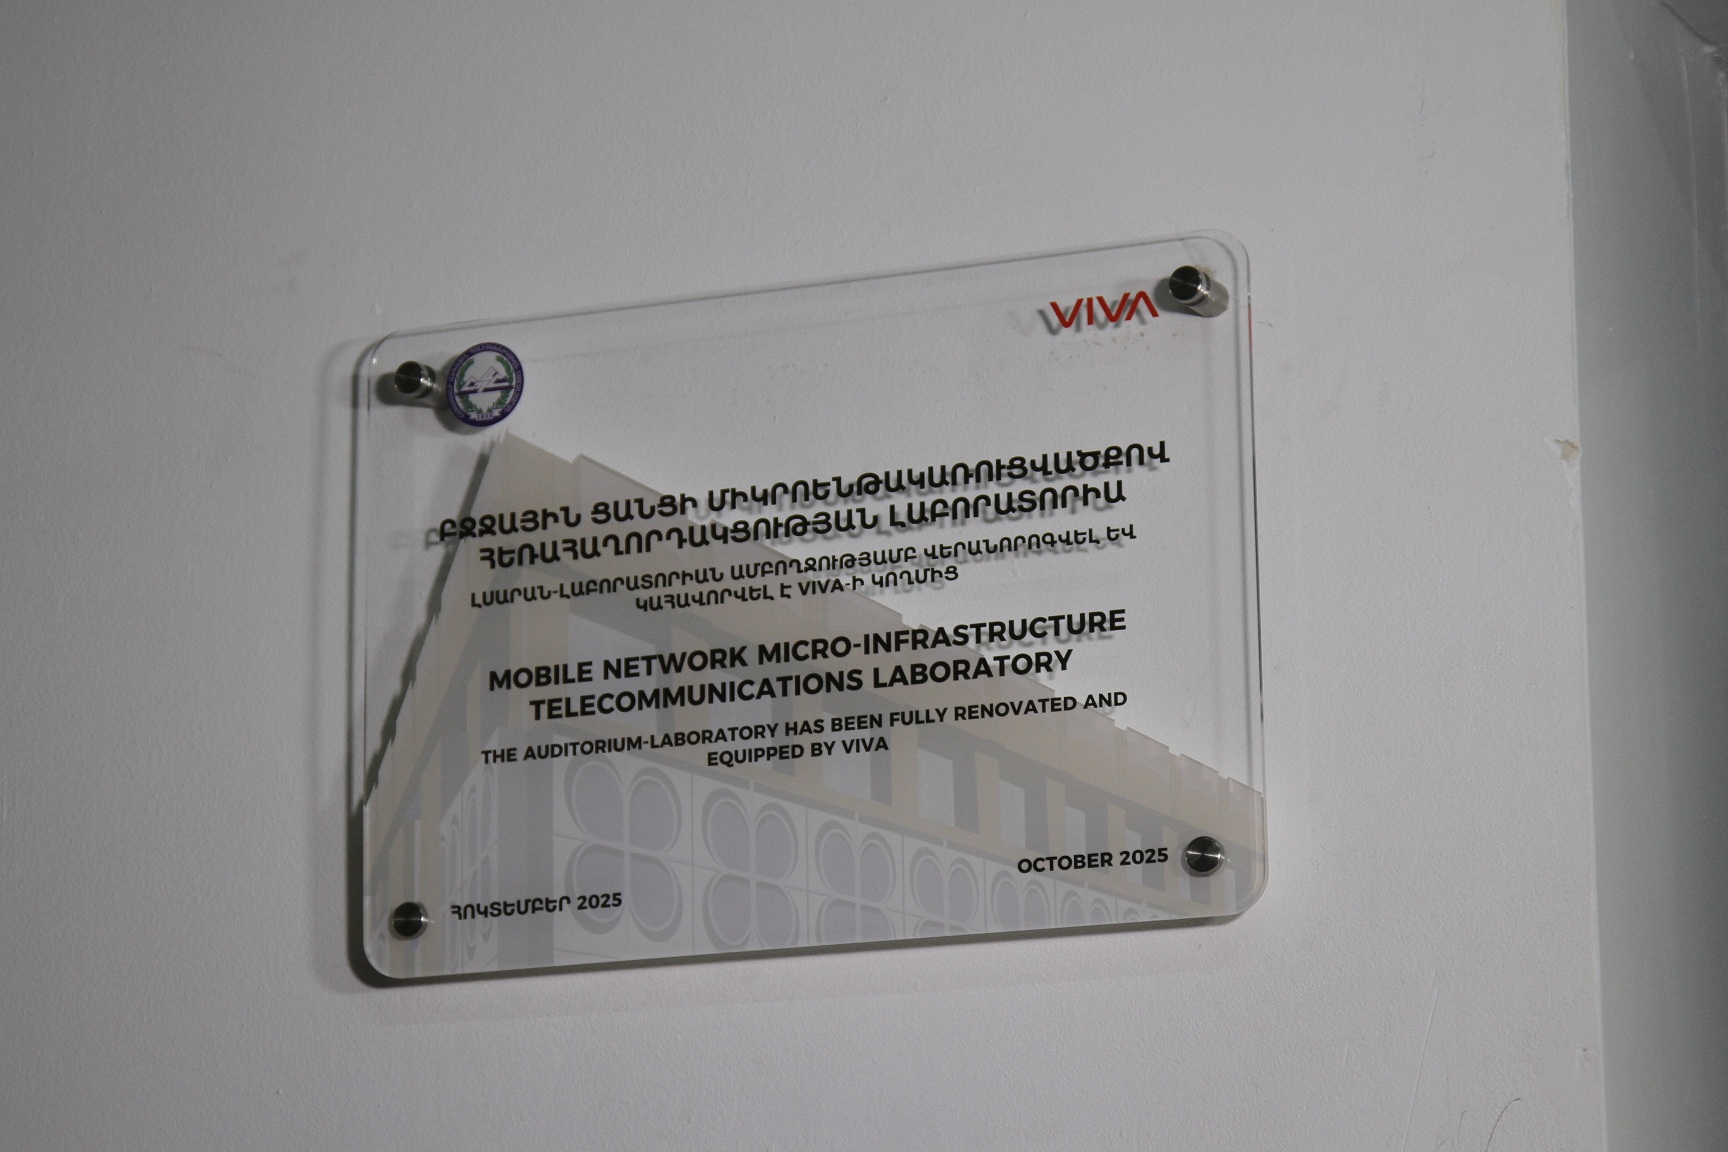 VIVA
ԲՋՋԱՅԻՆ ՑԱՆՑԻ ՄԻԿՐՈԵՆԹԱԿԱՌՈՒՑՎԱԾՔՈՎ
ՀԵՌԱՀԱՂՈՐԴԱԿՑՈՒԹՅԱՆ ԼԱԲՈՐԱՏՈՐԻԱ
ԼՍԱՐԱՆ-ԼԱԲՈՐԱՏՈՐԻԱՆ ԱՄԲՈՂՋՈՒԹՅԱՄԲ ՎԵՐԱՆՈՐՈԳՎԵԼ ԵՎ
ԿԱՀԱՎՈՐՎԵԼ Է VIVA-Ի ԿՈՂՄԻՑ
MOBILE NETWORK MICRO-INFRASTRUCTURE
TELECOMMUNICATIONS LABORATORY
THE AUDITORIUM-LABORATORY HAS BEEN FULLY RENOVATED AND
EQUIPPED BY VIVA
ՀՈԿՏԵՄԲԵՐ 2025
OCTOBER 2025